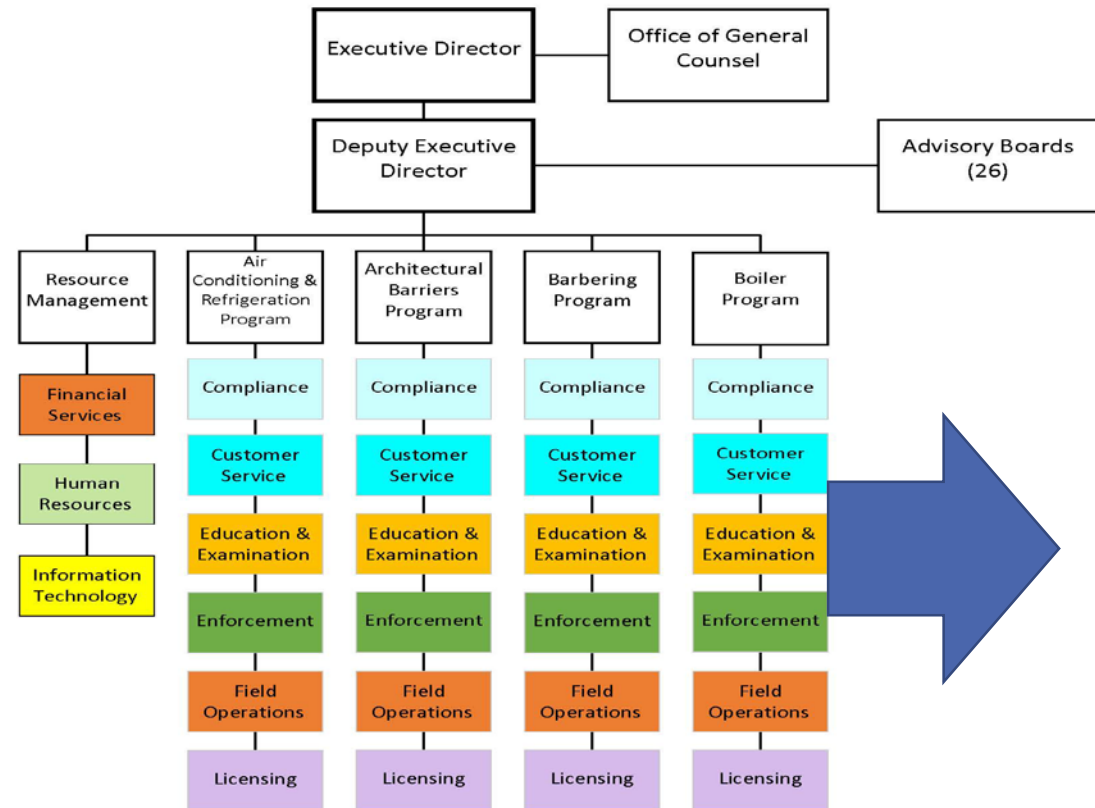 Executive Director
Office of General
Counsel
Deputy Executive
Director
Advisory Boards
(26)
Resource
Management
Air
Conditioning &
Refrigeration
Program
Architectural
Barriers
Program
Barbering
Program
Boiler
Program
Financial
Services
Human
Resources
Information
Technology
Compliance
Customer
Service
Education &
Examination
Enforcement
Field
Operations
Licensing
Compliance
Customer
Service
Education &
Examination
Enforcement
Field
Operations
Licensing
Compliance
Customer
Service
Education &
Examination
Enforcement
Field
Operations
Licensing
Compliance
Customer
Service
Education &
Examination
Enforcement
Field
Operations
Licensing